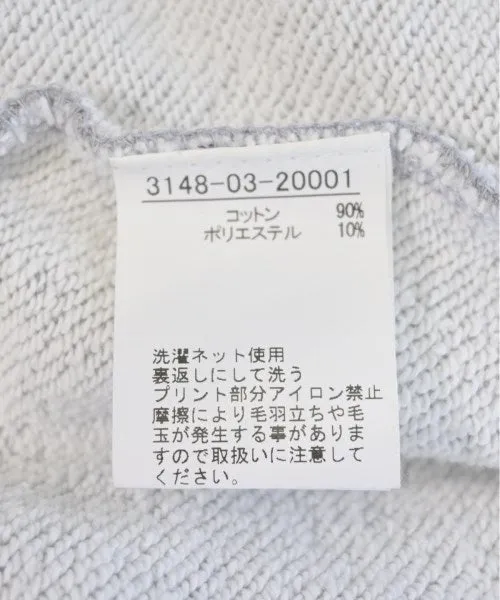 3148-03-20001
コットン 90%
ポリエステル 10%
洗濯ネット使用
裏返しにして洗う
プリント部分アイロン禁止
摩擦により毛羽立ちや毛
玉が発生する事がありま
すので取扱いに注意して
ください。